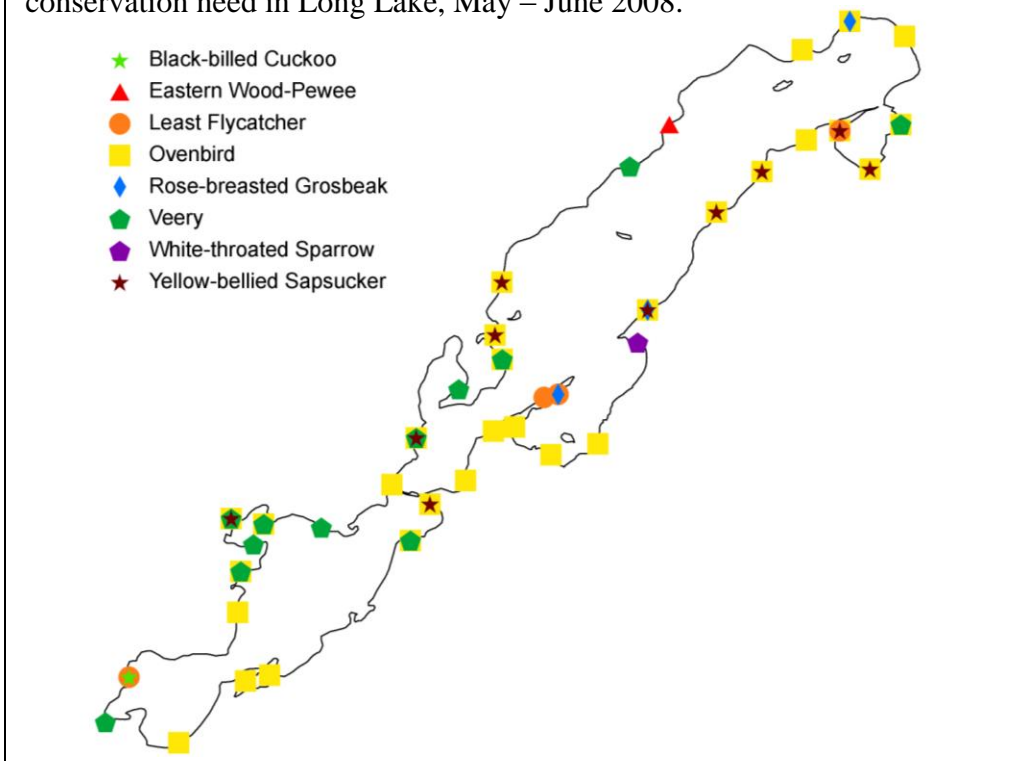 conservation need in Long Lake, May – June 2008.
Black-billed Cuckoo
Eastern Wood-Pewee
Least Flycatcher
Ovenbird
Rose-breasted Grosbeak
Veery
White-throated Sparrow
Yellow-bellied Sapsucker